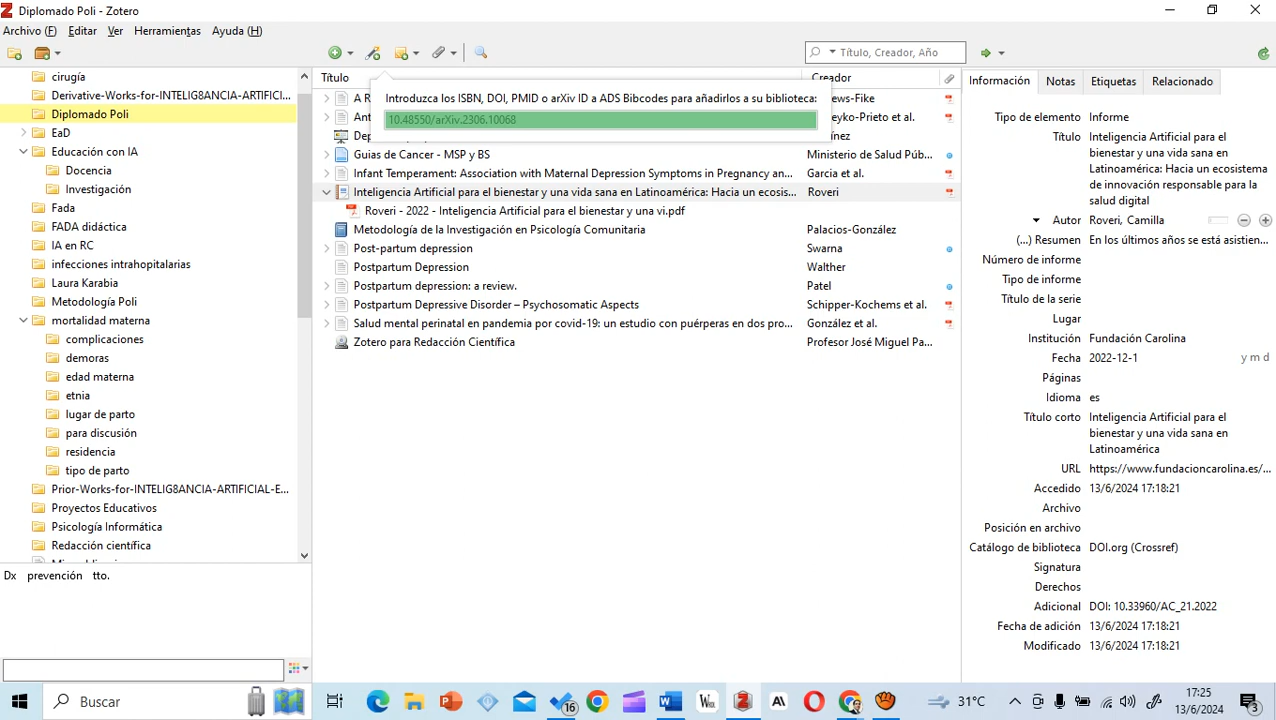 Diplomado Poli - Zotero
Archivo (F) Editar Ver Herramientas Ayuda (H)
Título, Creador, Año
cirugía
Derivative-Works-for-INTELIG8ANCIA-ARTIFICI...
Diplomado Poli
EaD
Educación con IA
Docencia
Investigación
Fada
FADA didáctica
IA en RC
infecciones intrahopitalarias
Laura Karabia
Metodología Poli
mortalidad materna
complicaciones
demoras
edad materna
etnia
lugar de parto
para discusión
residencia
tipo de parto
Prior-Works-for-INTELIG8ANCIA-ARTIFICIAL-E...
Proyectos Educativos
Psicología Informática
Redacción científica
Dx prevención tto.
Título Creador
Introduzca los ISBN, DOI, PMID o arXiv ID a ADS Bibcodes para añadirlos a su biblioteca:
10.48550/arXiv.2306.10068
A R ews-Fike
Ant eyko-Prieto et al.
Dep ínez
Guias de Cancer - MSP y BS Ministerio de Salud Púb...
Infant Temperament: Association with Maternal Depression Symptoms in Pregnancy an... Garcia et al.
Inteligencia Artificial para el bienestar y una vida sana en Latinoamérica: Hacia un ecosis... Roveri
Roveri - 2022 - Inteligencia Artificial para el bienestar y una vi.pdf
Metodología de la Investigación en Psicología Comunitaria Palacios-González
Post-partum depression Swarna
Postpartum Depression Walther
Postpartum depression: a review. Patel
Postpartum Depressive Disorder – Psychosomatic Aspects Schipper-Kochems et al.
Salud mental perinatal en pandemia por covid-19: un estudio con puérperas en dos pro... González et al.
Zotero para Redacción Científica Profesor José Miguel Pa...
Información Notas Etiquetas Relacionado
Tipo de elemento Informe
Título Inteligencia Artificial para el
bienestar y una vida sana en
Latinoamérica: Hacia un ecosistema
de innovación responsable para la
salud digital
Autor Roveri, Camilla
(...) Resumen En los últimos años se está asistien...
Número de informe
Tipo de informe
Título de la serie
Lugar
Institución Fundación Carolina
Fecha 2022-12-1 y m d
Páginas
Idioma es
Título corto Inteligencia Artificial para el
bienestar y una vida sana en
Latinoamérica
URL https://www.fundacioncarolina.es/...
Accedido 13/6/2024 17:18:21
Archivo
Posición en archivo
Catálogo de biblioteca DOI.org (Crossref)
Signatura
Derechos
Adicional DOI: 10.33960/AC_21.2022
Fecha de adición 13/6/2024 17:18:21
Modificado 13/6/2024 17:18:21
Buscar
16
31°C
17:25
13/6/2024
3